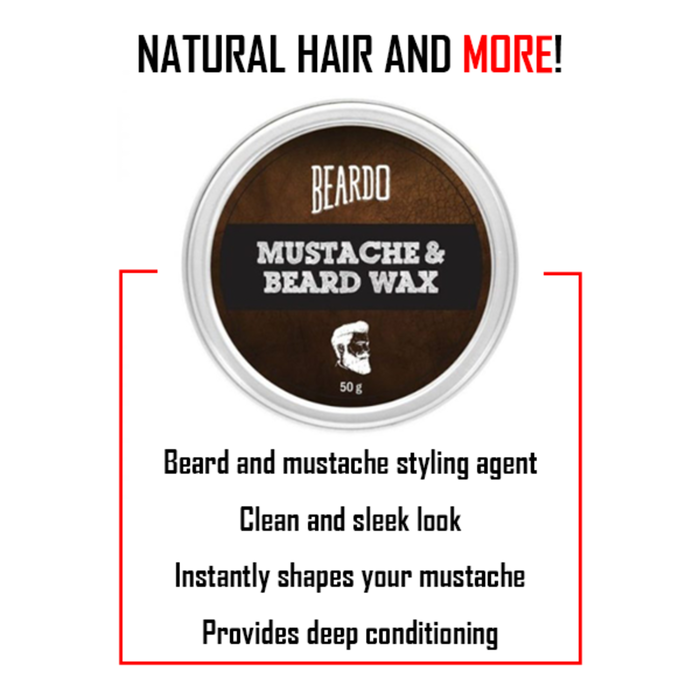 NATURAL HAIR AND MORE!
BEARDO
MUSTACHE &
BEARD WAX
50 g
Beard and mustache styling agent
Clean and sleek look
Instantly shapes your mustache
Provides deep conditioning